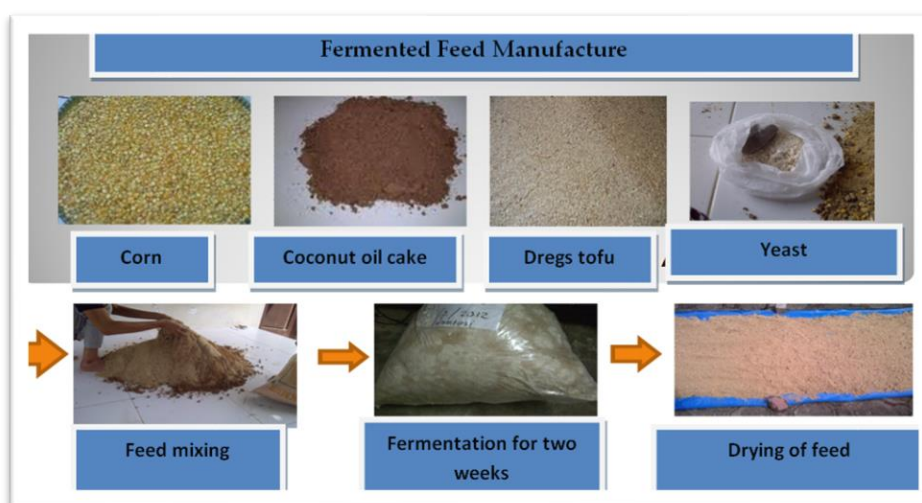 Fermented Feed Manufacture
Corn
Coconut oil cake
Dregs tofu
Yeast
Feed mixing
Fermentation for two
weeks
Drying of feed